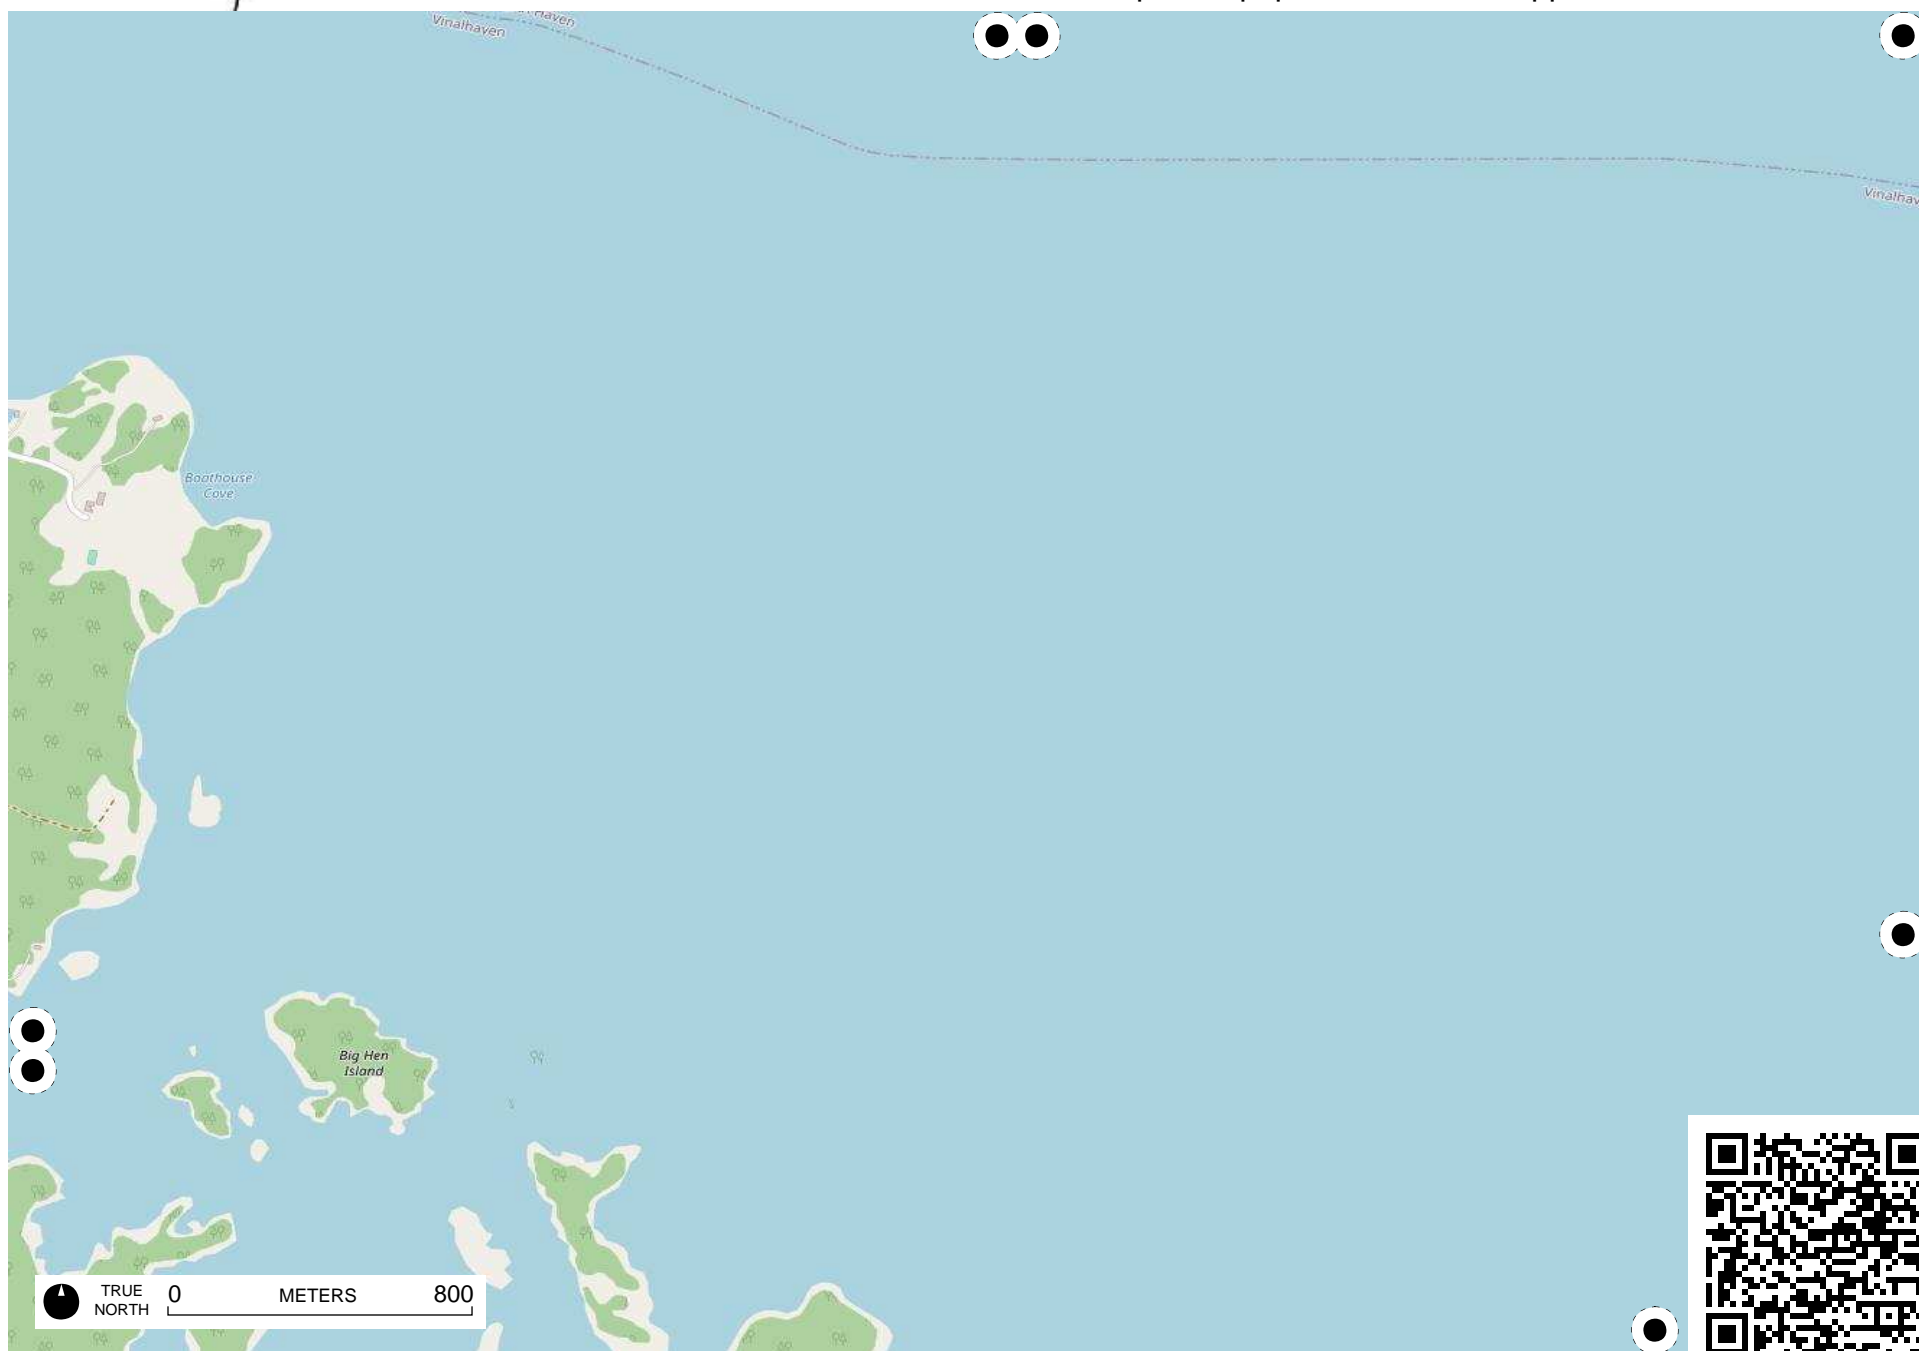 Haven
Vinalhaven
Vinalhav
Boathouse
Cove
Big Hen
Island
TRUE
NORTH
0 METERS 800